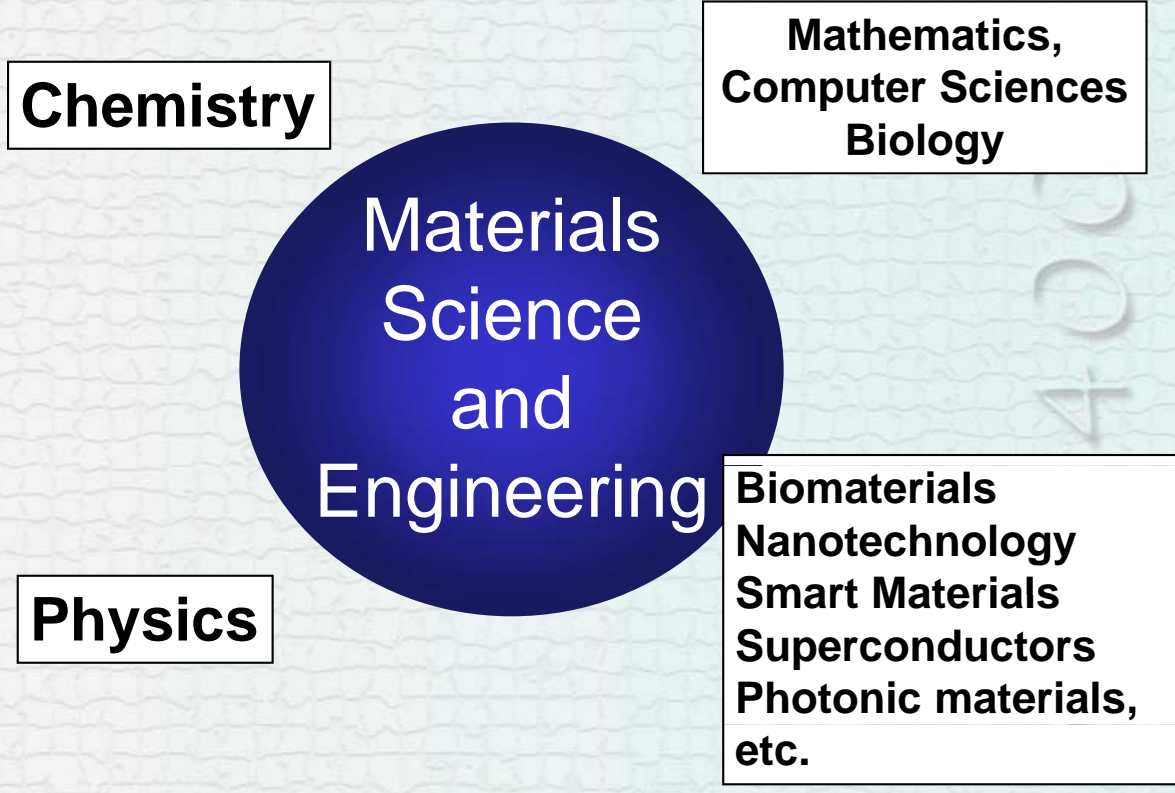 Chemistry
Mathematics,
Computer Sciences
Biology
Materials
Science
and
Engineering
Physics
Biomaterials
Nanotechnology
Smart Materials
Superconductors
Photonic materials,
etc.